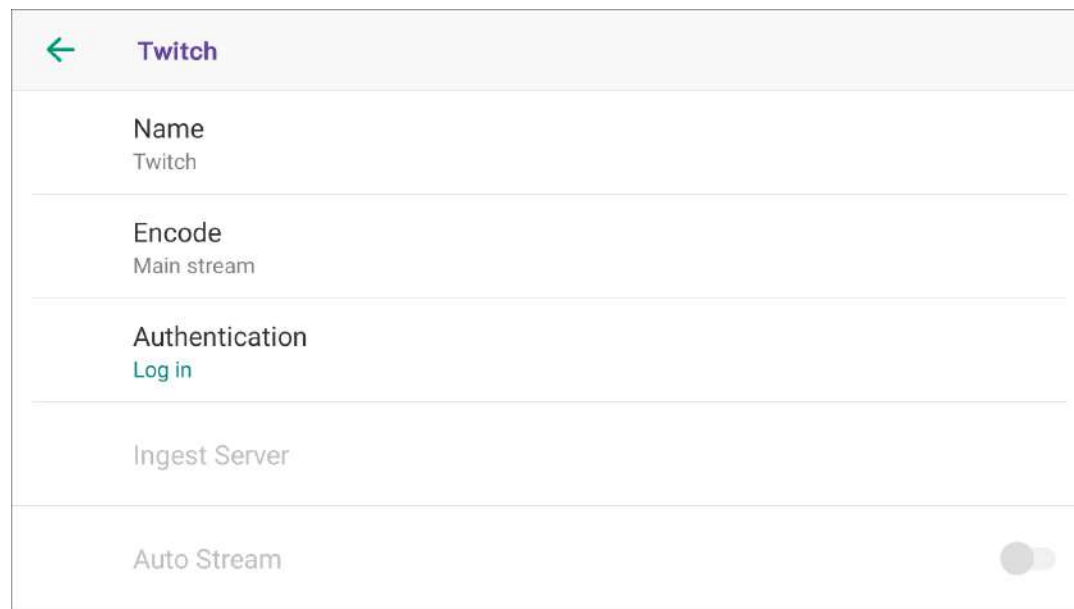 Twitch
Name
Twitch
Encode
Main stream
Authentication
Log in
Ingest Server
Auto Stream